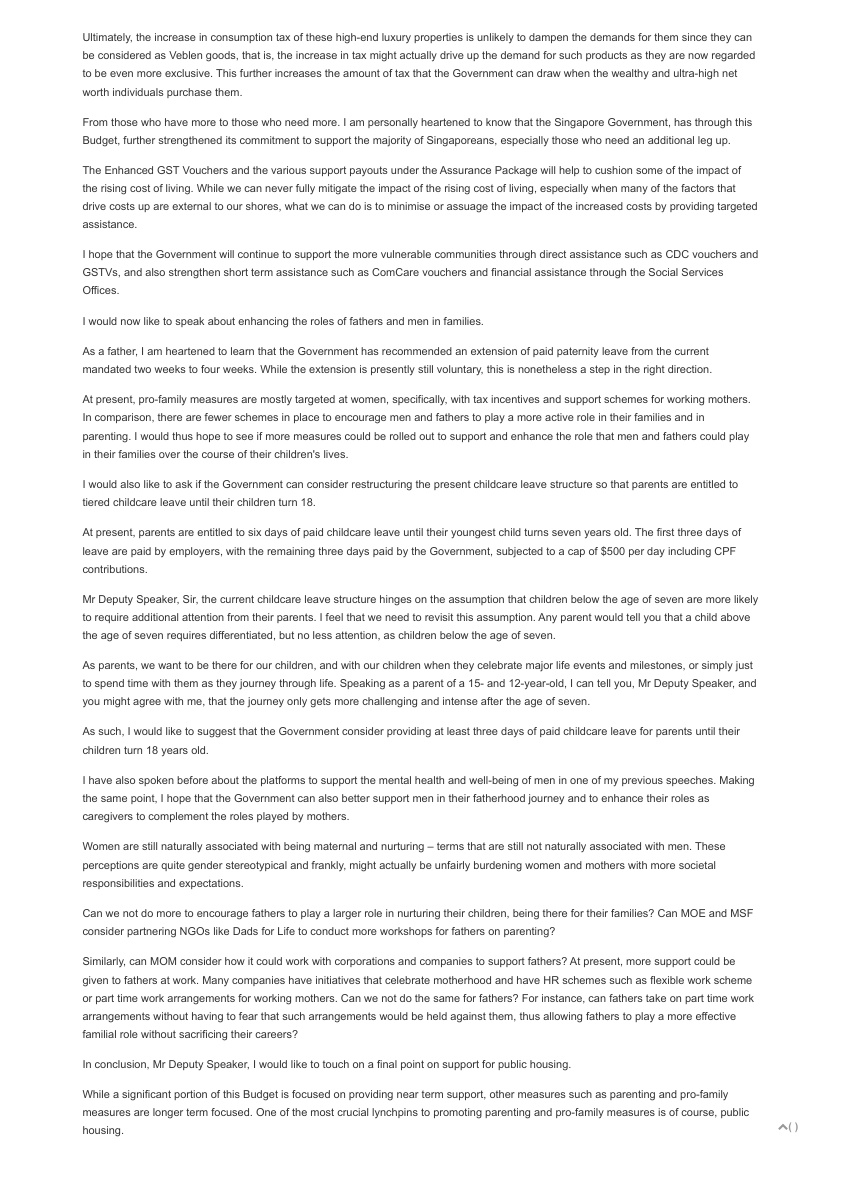 Ultimately, the increase in consumption tax of these high-end luxury properties is unlikely to dampen the demands for them since they can
be considered as Veblen goods, that is, the increase in tax might actually drive up the demand for such products as they are now regarded
to be even more exclusive. This further increases the amount of tax that the Government can draw when the wealthy and ultra-high net
worth individuals purchase them.
From those who have more to those who need more. I am personally heartened to know that the Singapore Government, has through this
Budget, further strengthened its commitment to support the majority of Singaporeans, especially those who need an additional leg up.
The Enhanced GST Vouchers and the various support payouts under the Assurance Package will help to cushion some of the impact of
the rising cost of living. While we can never fully mitigate the impact of the rising cost of living, especially when many of the factors that
drive costs up are external to our shores, what we can do is to minimise or assuage the impact of the increased costs by providing targeted
assistance.
I hope that the Government will continue to support the more vulnerable communities through direct assistance such as CDC vouchers and
GSTVs, and also strengthen short term assistance such as ComCare vouchers and financial assistance through the Social Services
Offices.
I would now like to speak about enhancing the roles of fathers and men in families.
As a father, I am heartened to learn that the Government has recommended an extension of paid paternity leave from the current
mandated two weeks to four weeks. While the extension is presently still voluntary, this is nonetheless a step in the right direction.
At present, pro-family measures are mostly targeted at women, specifically, with tax incentives and support schemes for working mothers.
In comparison, there are fewer schemes in place to encourage men and fathers to play a more active role in their families and in
parenting. I would thus hope to see if more measures could be rolled out to support and enhance the role that men and fathers could play
in their families over the course of their children's lives.
I would also like to ask if the Government can consider restructuring the present childcare leave structure so that parents are entitled to
tiered childcare leave until their children turn 18.
At present, parents are entitled to six days of paid childcare leave until their youngest child turns seven years old. The first three days of
leave are paid by employers, with the remaining three days paid by the Government, subjected to a cap of $500 per day including CPF
contributions.
Mr Deputy Speaker, Sir, the current childcare leave structure hinges on the assumption that children below the age of seven are more likely
to require additional attention from their parents. I feel that we need to revisit this assumption. Any parent would tell you that a child above
the age of seven requires differentiated, but no less attention, as children below the age of seven.
As parents, we want to be there for our children, and with our children when they celebrate major life events and milestones, or simply just
to spend time with them as they journey through life. Speaking as a parent of a 15- and 12-year-old, I can tell you, Mr Deputy Speaker, and
you might agree with me, that the journey only gets more challenging and intense after the age of seven.
As such, I would like to suggest that the Government consider providing at least three days of paid childcare leave for parents until their
children turn 18 years old.
I have also spoken before about the platforms to support the mental health and well-being of men in one of my previous speeches. Making
the same point, I hope that the Government can also better support men in their fatherhood journey and to enhance their roles as
caregivers to complement the roles played by mothers.
Women are still naturally associated with being maternal and nurturing – terms that are still not naturally associated with men. These
perceptions are quite gender stereotypical and frankly, might actually be unfairly burdening women and mothers with more societal
responsibilities and expectations.
Can we not do more to encourage fathers to play a larger role in nurturing their children, being there for their families? Can MOE and MSF
consider partnering NGOs like Dads for Life to conduct more workshops for fathers on parenting?
Similarly, can MOM consider how it could work with corporations and companies to support fathers? At present, more support could be
given to fathers at work. Many companies have initiatives that celebrate motherhood and have HR schemes such as flexible work scheme
or part time work arrangements for working mothers. Can we not do the same for fathers? For instance, can fathers take on part time work
arrangements without having to fear that such arrangements would be held against them, thus allowing fathers to play a more effective
familial role without sacrificing their careers?
In conclusion, Mr Deputy Speaker, I would like to touch on a final point on support for public housing.
While a significant portion of this Budget is focused on providing near term support, other measures such as parenting and pro-family
measures are longer term focused. One of the most crucial lynchpins to promoting parenting and pro-family measures is of course, public
housing.
( )